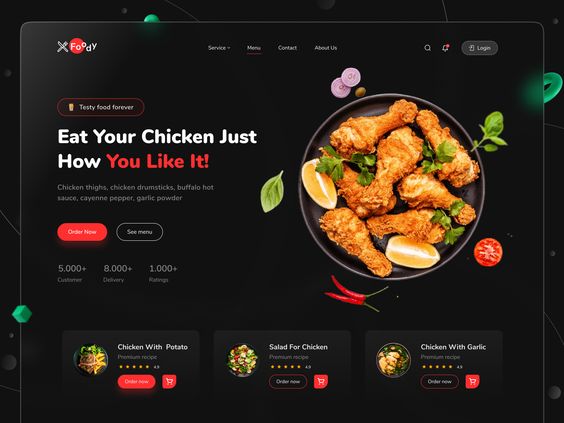 Foody
Service
Menu
Contact
About Us
Login
Testy food forever
Eat Your Chicken Just
How You Like It!
Chicken thighs, chicken drumsticks, buffalo hot
sauce, cayenne pepper, garlic powder
Order Now
See menu
5.000+
8.000+
1.000+
Customer
Delivery
Ratings
Chicken With Potato
Premium recipe
4.9
Order now
Salad For Chicken
Premium recipe
4.9
Order now
Chicken With Garlic
Premium recipe
4.9
Order now